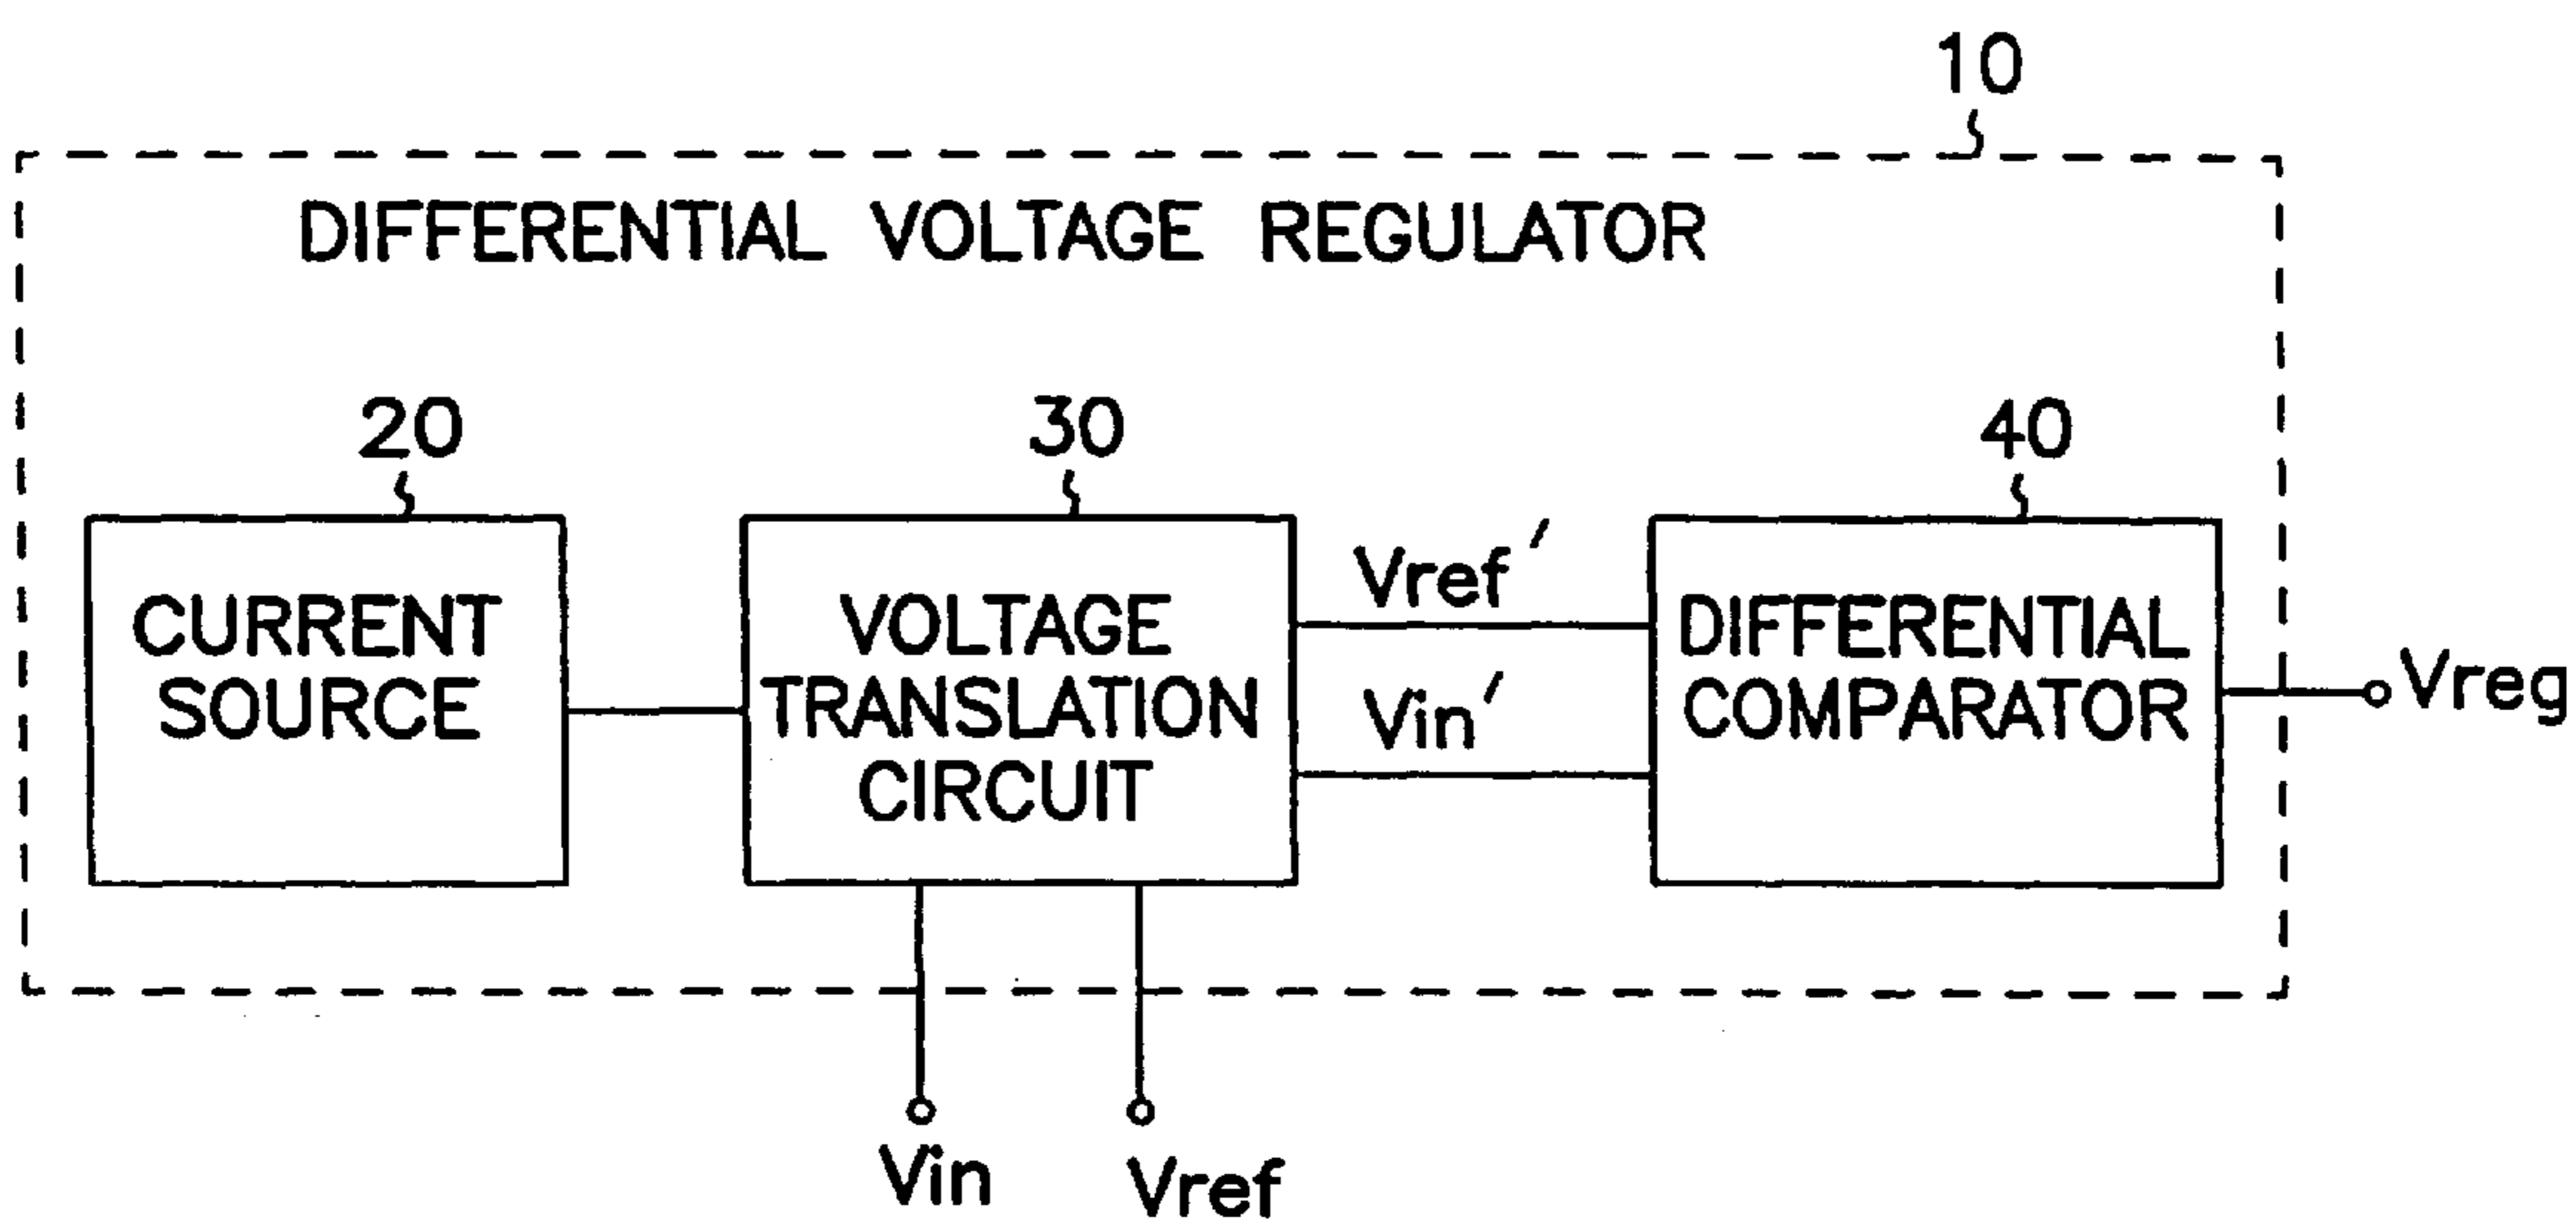 10
DIFFERENTIAL VOLTAGE REGULATOR
20
30
40
CURRENT
SOURCE
VOLTAGE
TRANSLATION
CIRCUIT
Vref'
Vin'
DIFFERENTIAL
COMPARATOR
Vreg
Vin
Vref